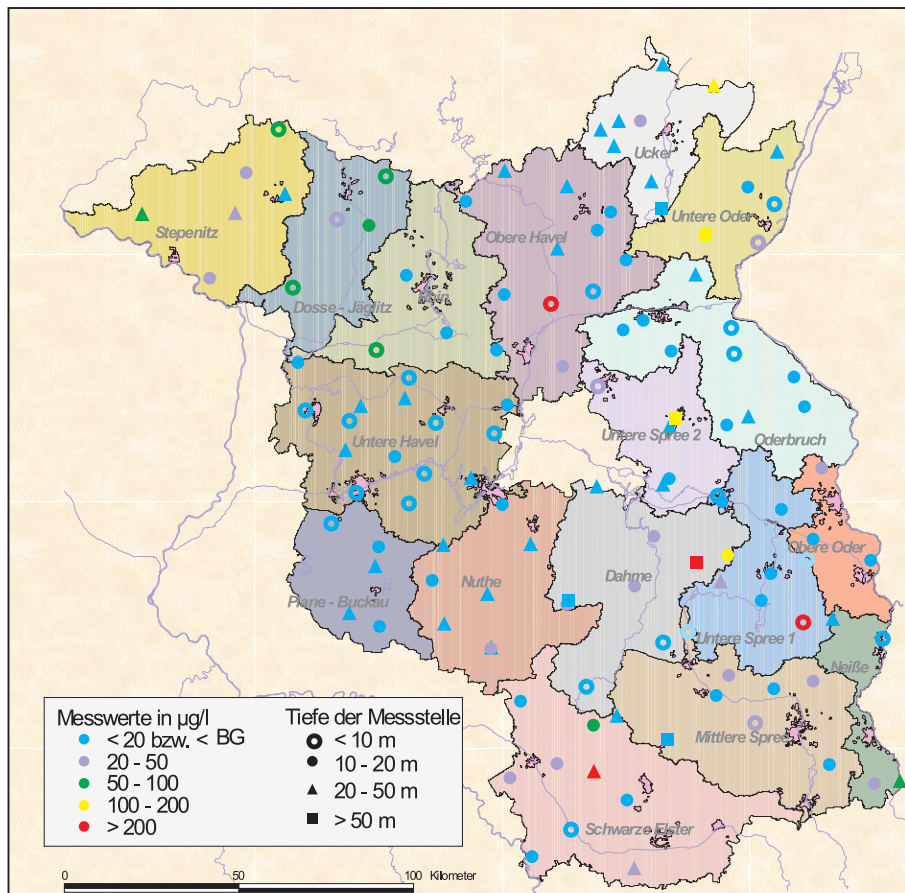 Ucker
Untere Oder
Stepenitz
Obere Havel
Dosse - Jäglitz
Rhin
Untere Havel
Untere Spree 2
Oderbruch
Obere Oder
Plane - Buckau
Nuthe
Dahme
Untere Spree 1
Neiße
Mittlere Spree
Schwarze Elster
Messwerte in µg/l
< 20 bzw. < BG
20 - 50
50 - 100
100 - 200
> 200
Tiefe der Messstelle
< 10 m
10 - 20 m
20 - 50 m
> 50 m
0 50 100 Kilometer